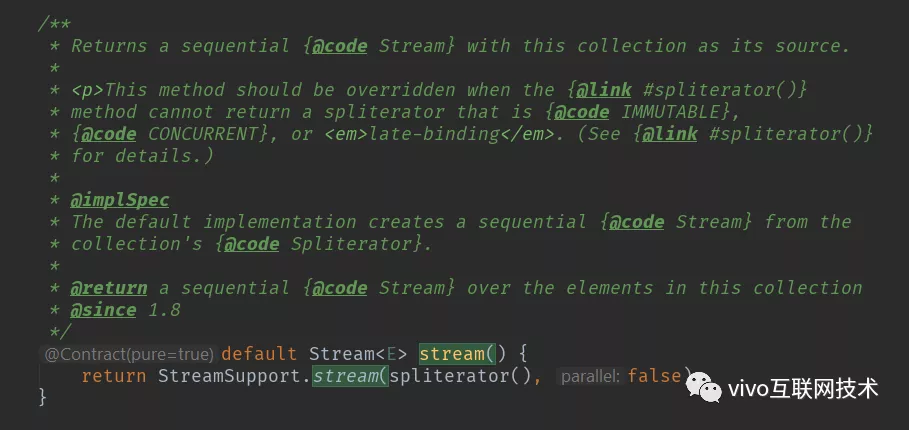 /**
 * Returns a sequential {@code Stream} with this collection as its source.
 *
 * <p>This method should be overridden when the {@link #spliterator()}
 * method cannot return a spliterator that is {@code IMMUTABLE},
 * {@code CONCURRENT}, or <em>late-binding</em>. (See {@link #spliterator()}
 * for details.)
 *
 * @implSpec
 * The default implementation creates a sequential {@code Stream} from the
 * collection's {@code Spliterator}.
 *
 * @return a sequential {@code Stream} over the elements in this collection
 * @since 1.8
 */
@Contract(pure=true) default Stream<E> stream() {
    return StreamSupport.stream(spliterator(), parallel: false)
}
vivo互联网技术